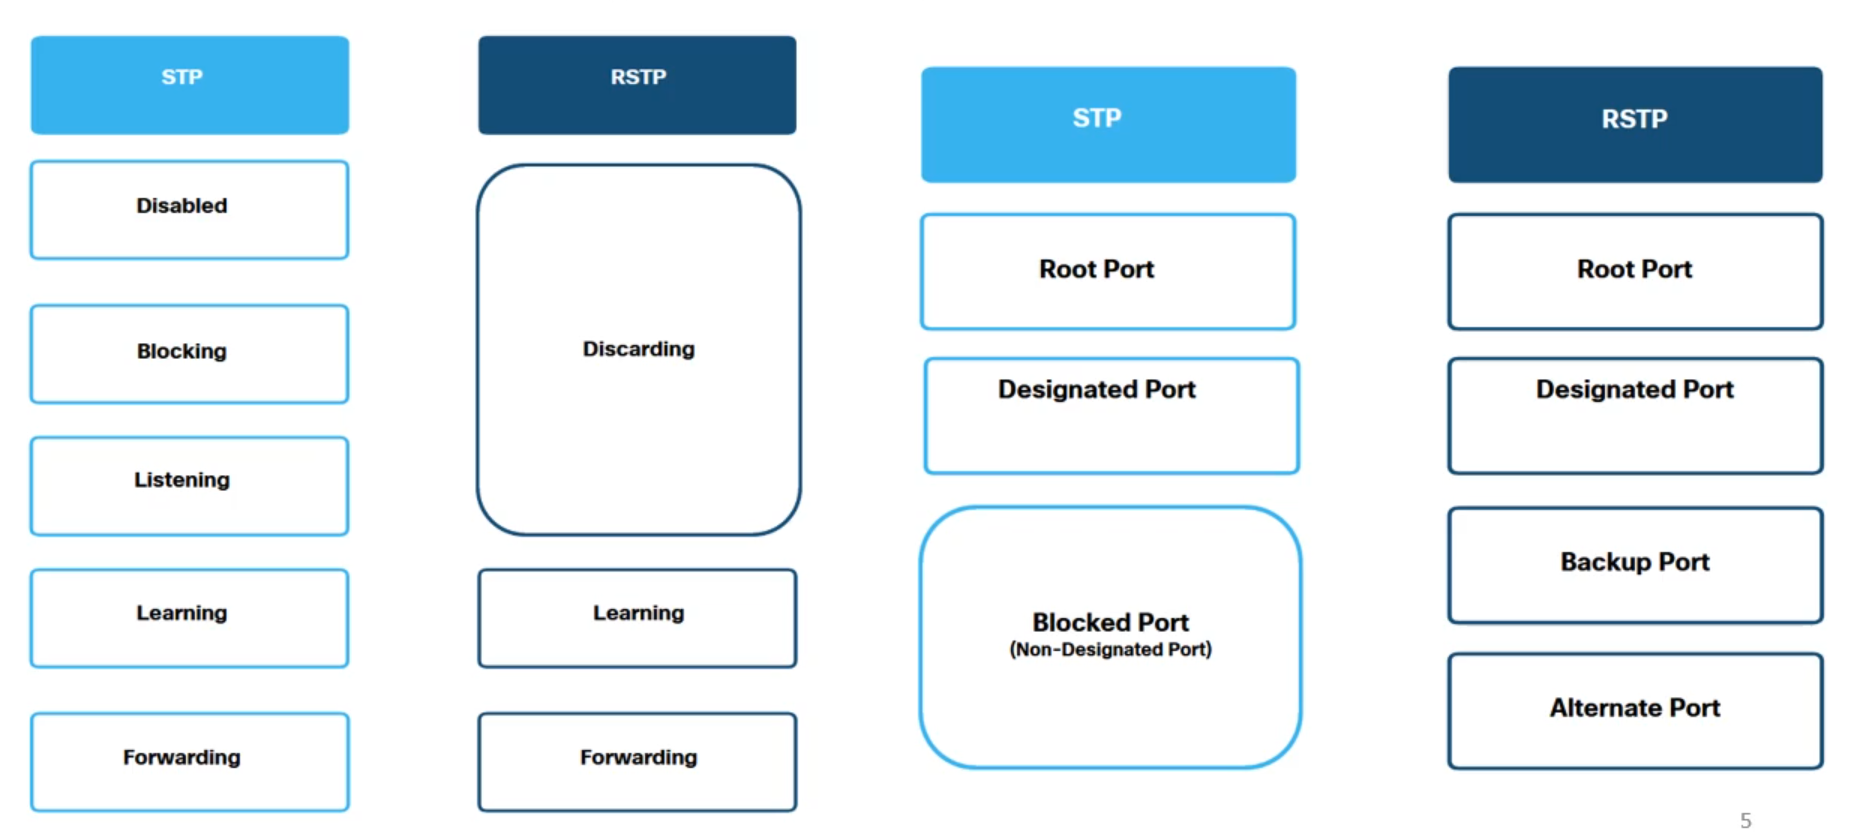 STP
RSTP
Disabled
Blocking
Listening
Learning
Forwarding
Discarding
Learning
Forwarding
STP
RSTP
Root Port
Designated Port
Blocked Port
(Non-Designated Port)
Root Port
Designated Port
Backup Port
Alternate Port
5